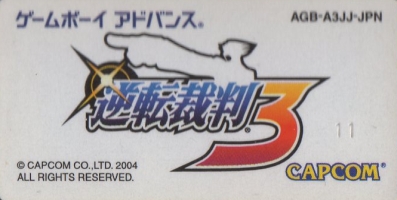 ゲームボーイ アドバンス®
AGB-A3JJ-JPN
逆転裁判3
11
© CAPCOM CO.,LTD. 2004
ALL RIGHTS RESERVED.
CAPCOM®